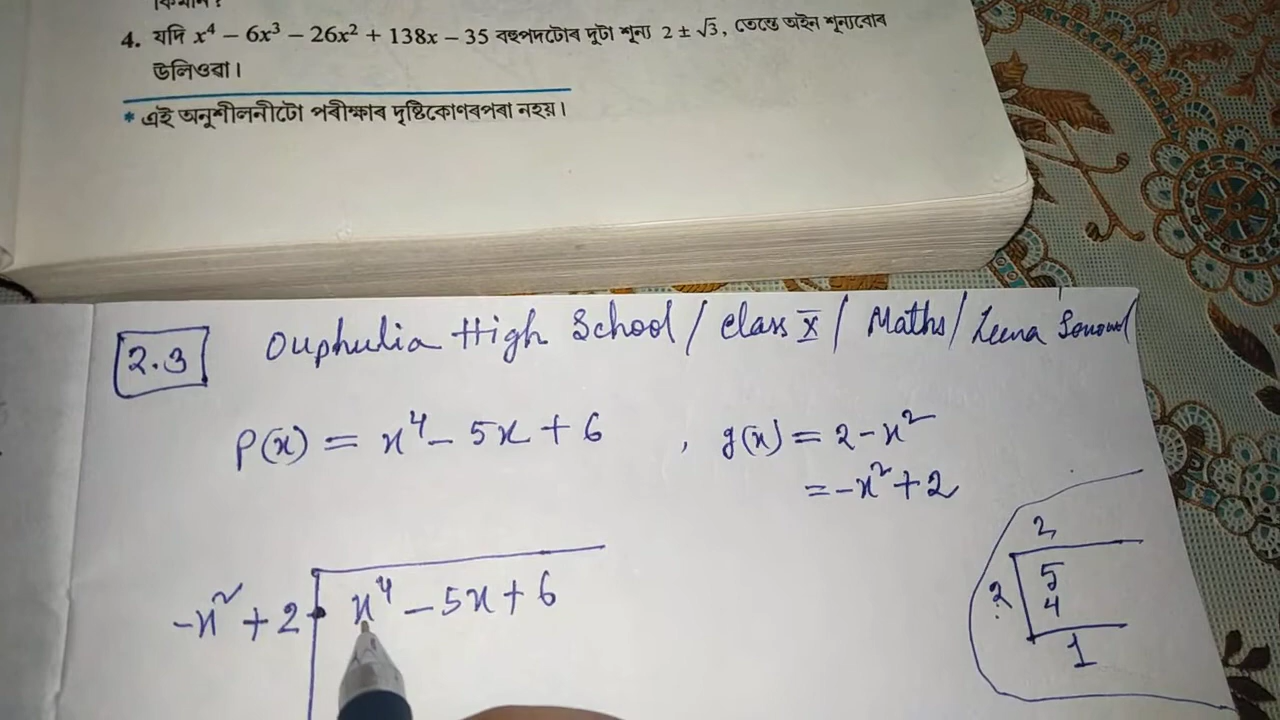 4. যদি x⁴ – 6x³ – 26x² + 138x – 35 বহুপদটোৰ দুটা শূন্য 2 ± √3, তেন্তে আইন শূন্যবোৰ
উলিওৱা।
* এই অনুশীলনীটো পৰীক্ষাৰ দৃষ্টিকোণৰপৰা নহয়।
2.3 Ouphulia High School / Class X / Maths / Leena Sonowal
P(x) = x⁴ – 5x + 6 , g(x) = 2 – x²
= –x² + 2
–x² + 2 x⁴ – 5x + 6
2
2 5
4
1